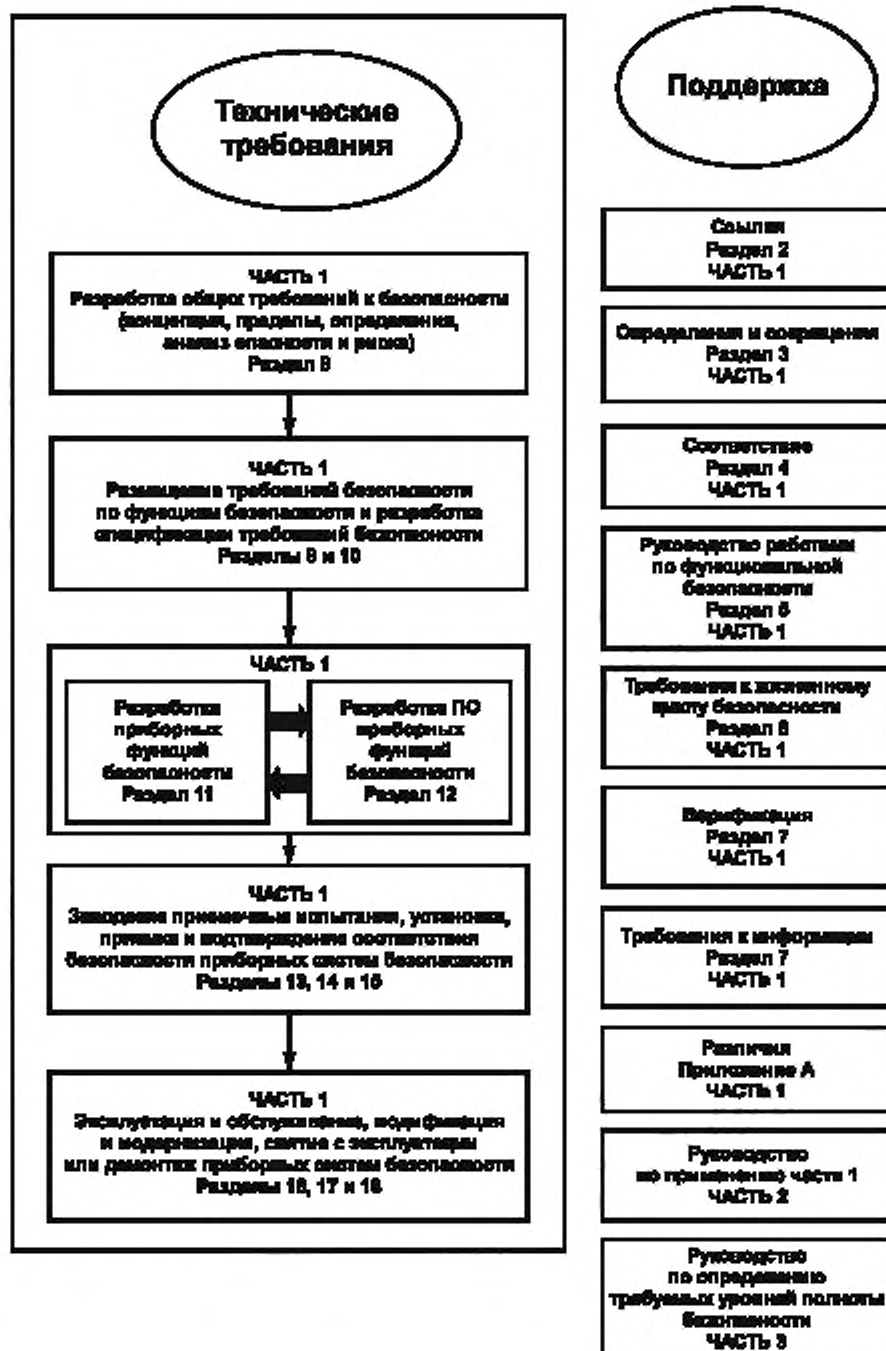 Технические
требования
ЧАСТЬ 1
Разработка общих требований к безопасности
(концепция, пределы, определения,
анализ опасности и риска)
Раздел 8
ЧАСТЬ 1
Размещение требований безопасности
по функциям безопасности и разработка
спецификации требований безопасности
Разделы 9 и 10
ЧАСТЬ 1
Разработка
приборных
функций
безопасности
Раздел 11
Разработка ПО
приборных
функций
безопасности
Раздел 12
ЧАСТЬ 1
Заводские приемочные испытания, установка,
приемка и подтверждение соответствия
безопасности приборных систем безопасности
Разделы 13, 14 и 15
ЧАСТЬ 1
Эксплуатация и обслуживание, модификация
и модернизация, снятие с эксплуатации
или демонтаж приборных систем безопасности
Разделы 16, 17 и 18
Поддержка
Ссылки
Раздел 2
ЧАСТЬ 1
Определения и сокращения
Раздел 3
ЧАСТЬ 1
Соответствие
Раздел 4
ЧАСТЬ 1
Руководство работами
по функциональной
безопасности
Раздел 5
ЧАСТЬ 1
Требования к жизненному
циклу безопасности
Раздел 6
ЧАСТЬ 1
Верификация
Раздел 7
ЧАСТЬ 1
Требования к информации
Раздел 7
ЧАСТЬ 1
Различия
Приложение А
ЧАСТЬ 1
Руководство
по применению части 1
ЧАСТЬ 2
Руководство
по определению
требуемых уровней полноты
безопасности
ЧАСТЬ 3